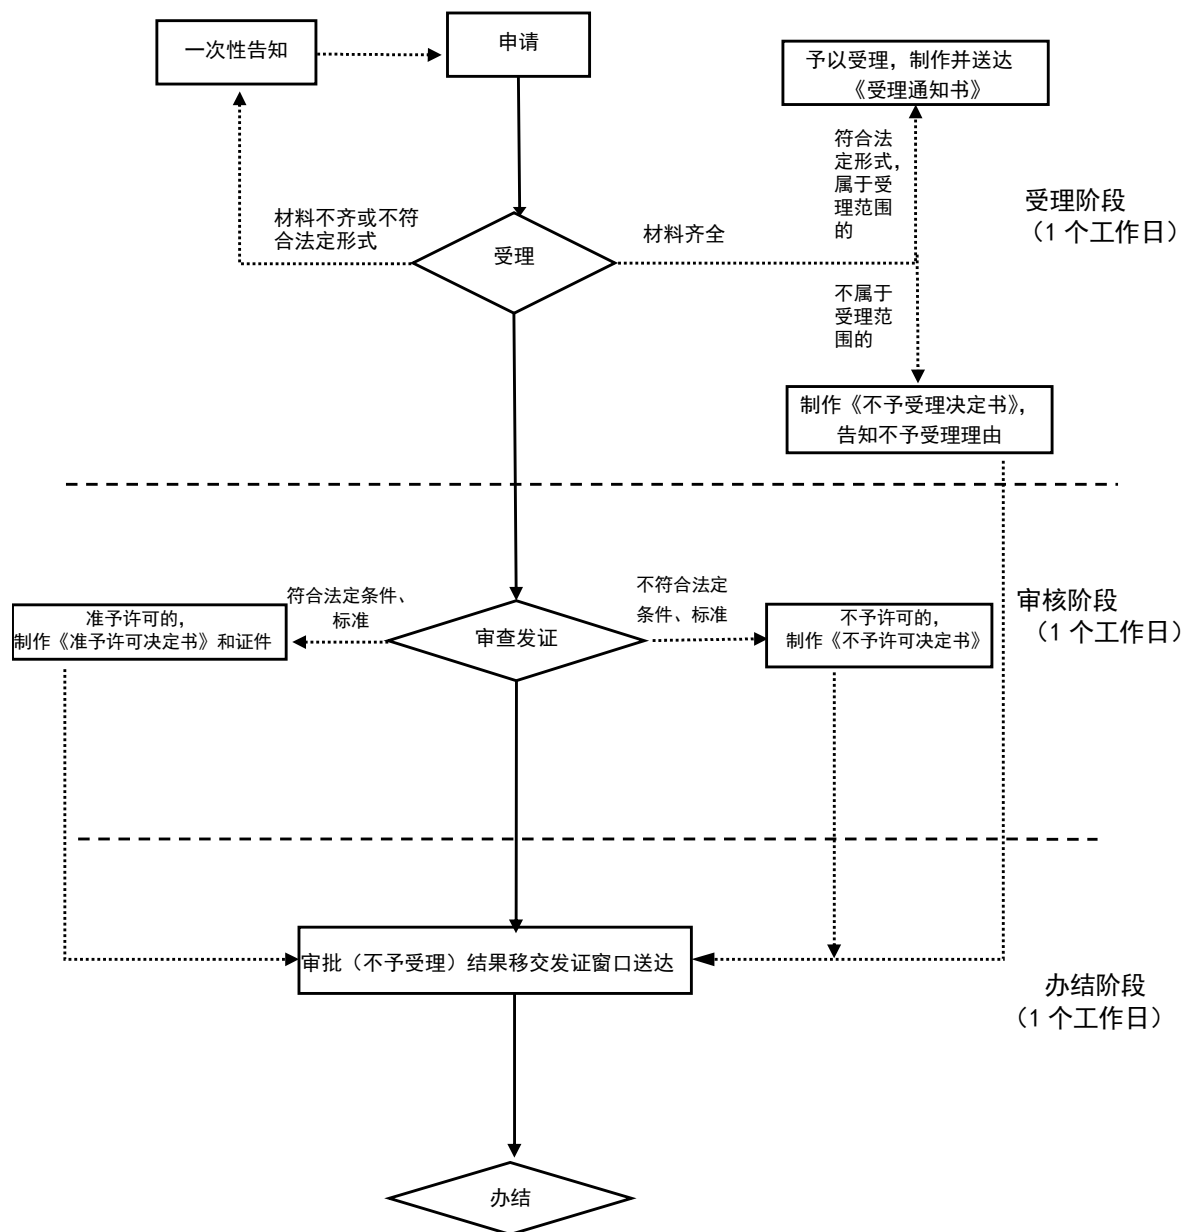 一次性告知
申请
予以受理，制作并送达
《受理通知书》
符合法
定形式，
属于受
理范围
的
受理阶段
（1 个工作日）
材料不齐或不符
合法定形式
受理
材料齐全
不属于
受理范
围的
制作《不予受理决定书》，
告知不予受理理由
符合法定条件、
标准
不符合法定
条件、标准
准予许可的，
制作《准予许可决定书》和证件
审查发证
不予许可的，
制作《不予许可决定书》
审核阶段
（1 个工作日）
审批（不予受理）结果移交发证窗口送达
办结阶段
（1 个工作日）
办结